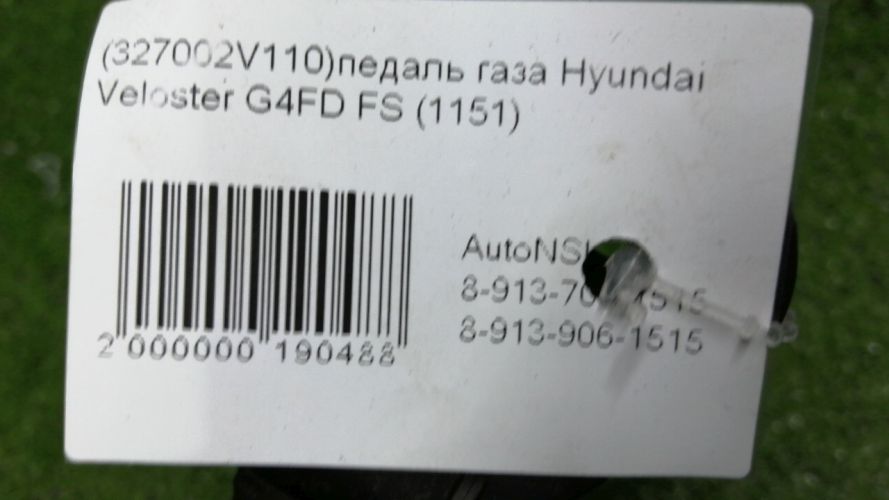 (327002V110)педаль газа Hyundai
Veloster G4FD FS (1151)
8-913-906-1515
2 000000 190488